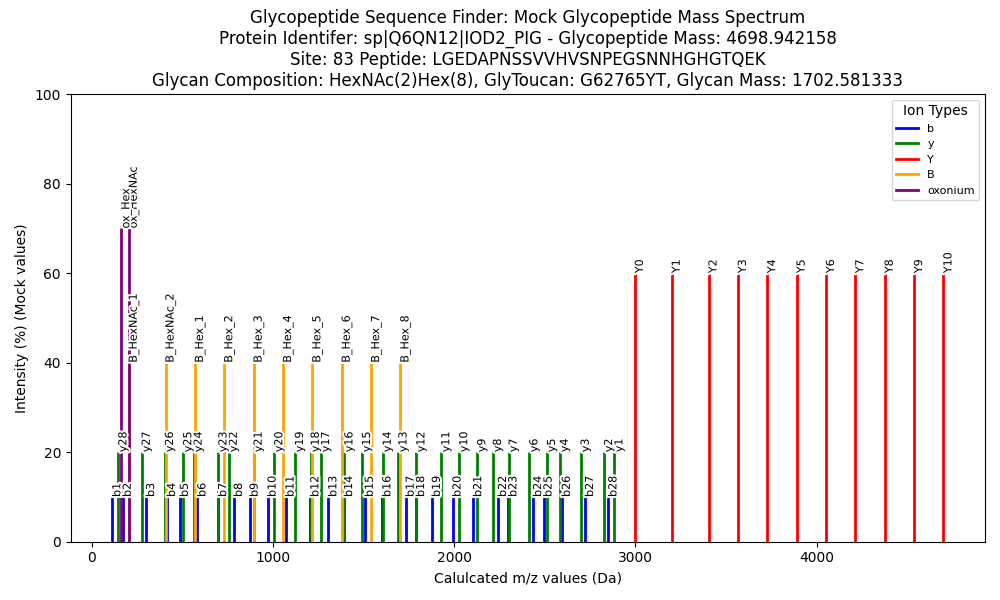 Glycopeptide Sequence Finder: Mock Glycopeptide Mass Spectrum
Protein Identifer: sp|Q6QN12|IOD2_PIG - Glycopeptide Mass: 4698.942158
Site: 83 Peptide: LGEDAPNSSVVHVSNPEGSNNHGHGTQEK
Glycan Composition: HexNAc(2)Hex(8), GlyToucan: G62765YT, Glycan Mass: 1702.581333
Intensity (%) (Mock values)
100
80
60
40
20
0
Ion Types
b
y
Y
B
oxonium
ox_Hex
ox_HexNAc
B_HexNAc_1
B_HexNAc_2
B_Hex_1
B_Hex_2
B_Hex_3
B_Hex_4
B_Hex_5
B_Hex_6
B_Hex_7
B_Hex_8
Y0
Y1
Y2
Y3
Y4
Y5
Y6
Y7
Y8
Y9
Y10
y28
y27
y26
y25
y24
y23
y22
y21
y20
y19
y18
y17
y16
y15
y14
y13
y12
y11
y10
y9
y8
y7
y6
y5
y4
y3
y2
y1
b1
b2
b3
b4
b5
b6
b7
b8
b9
b10
b11
b12
b13
b14
b15
b16
b17
b18
b19
b20
b21
b22
b23
b24
b25
b26
b27
b28
0
1000
2000
3000
4000
Calulcated m/z values (Da)